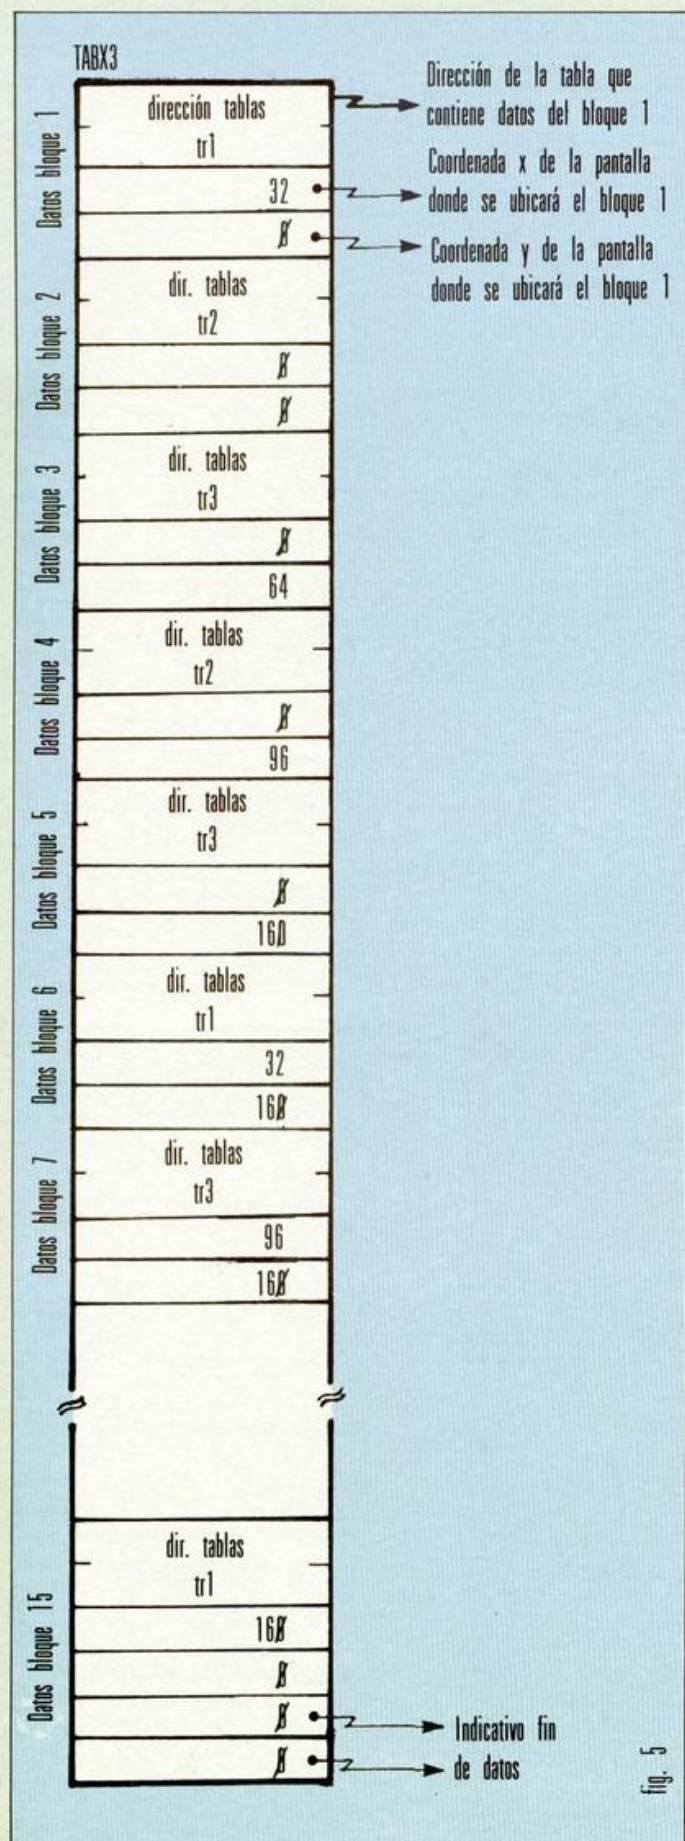 TABX3
Datos bloque 1
dirección tablas
tr1
32
0
Dirección de la tabla que
contiene datos del bloque 1
Coordenada x de la pantalla
donde se ubicará el bloque 1
Coordenada y de la pantalla
donde se ubicará el bloque 1
Datos bloque 2
dir. tablas
tr2
0
0
Datos bloque 3
dir. tablas
tr3
0
64
Datos bloque 4
dir. tablas
tr2
0
96
Datos bloque 5
dir. tablas
tr3
0
160
Datos bloque 6
dir. tablas
tr1
32
160
Datos bloque 7
dir. tablas
tr3
96
160
Datos bloque 15
dir. tablas
tr1
160
0
0
0
Indicativo fin
de datos
fig. 5